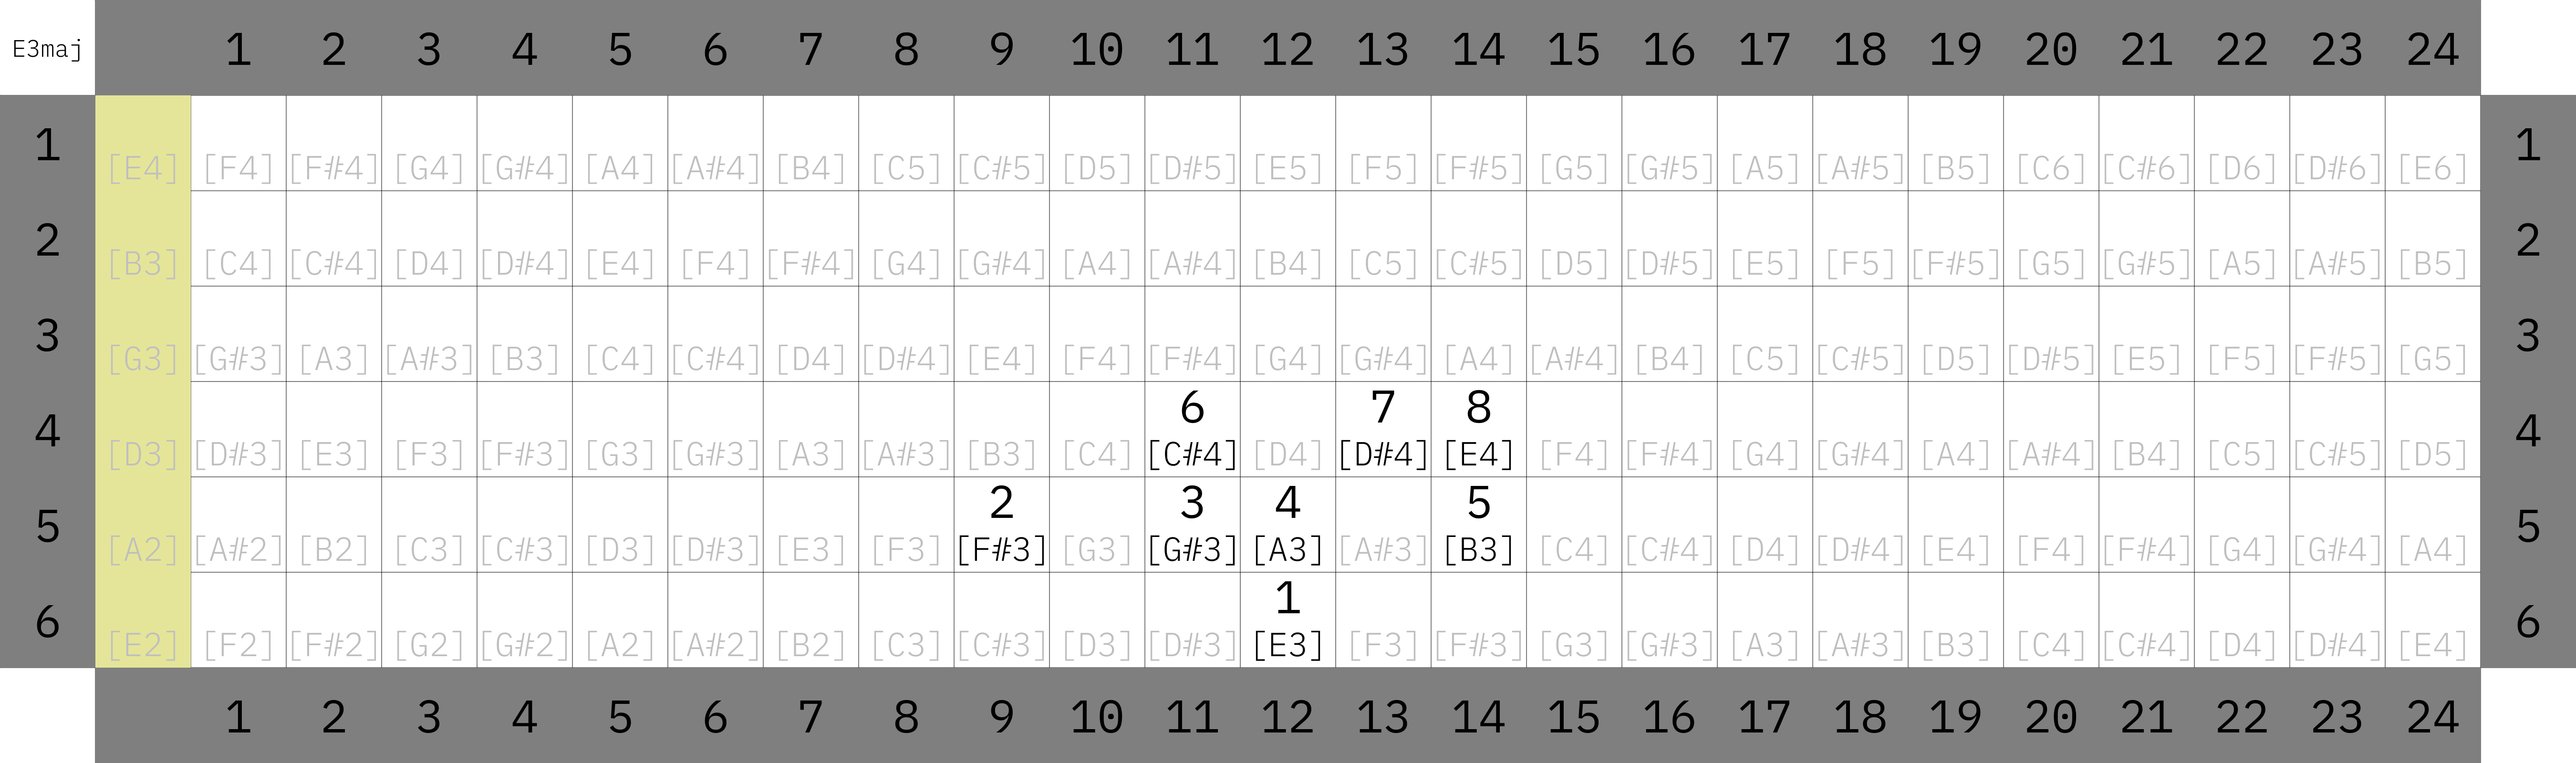 E3maj 1 2 3 4 5 6 7 8 9 10 11 12 13 14 15 16 17 18 19 20 21 22 23 24
1 [E4] [F4] [F#4] [G4] [G#4] [A4] [A#4] [B4] [C5] [C#5] [D5] [D#5] [E5] [F5] [F#5] [G5] [G#5] [A5] [A#5] [B5] [C6] [C#6] [D6] [D#6] [E6] 1
2 [B3] [C4] [C#4] [D4] [D#4] [E4] [F4] [F#4] [G4] [G#4] [A4] [A#4] [B4] [C5] [C#5] [D5] [D#5] [E5] [F5] [F#5] [G5] [G#5] [A5] [A#5] [B5] 2
3 [G3] [G#3] [A3] [A#3] [B3] [C4] [C#4] [D4] [D#4] [E4] [F4] [F#4] [G4] [G#4] [A4] [A#4] [B4] [C5] [C#5] [D5] [D#5] [E5] [F5] [F#5] [G5] 3
6 7 8
4 [D3] [D#3] [E3] [F3] [F#3] [G3] [G#3] [A3] [A#3] [B3] [C4] [C#4] [D4] [D#4] [E4] [F4] [F#4] [G4] [G#4] [A4] [A#4] [B4] [C5] [C#5] [D5] 4
2 3 4 5
5 [A2] [A#2] [B2] [C3] [C#3] [D3] [D#3] [E3] [F3] [F#3] [G3] [G#3] [A3] [A#3] [B3] [C4] [C#4] [D4] [D#4] [E4] [F4] [F#4] [G4] [G#4] [A4] 5
1
6 [E2] [F2] [F#2] [G2] [G#2] [A2] [A#2] [B2] [C3] [C#3] [D3] [D#3] [E3] [F3] [F#3] [G3] [G#3] [A3] [A#3] [B3] [C4] [C#4] [D4] [D#4] [E4] 6
1 2 3 4 5 6 7 8 9 10 11 12 13 14 15 16 17 18 19 20 21 22 23 24